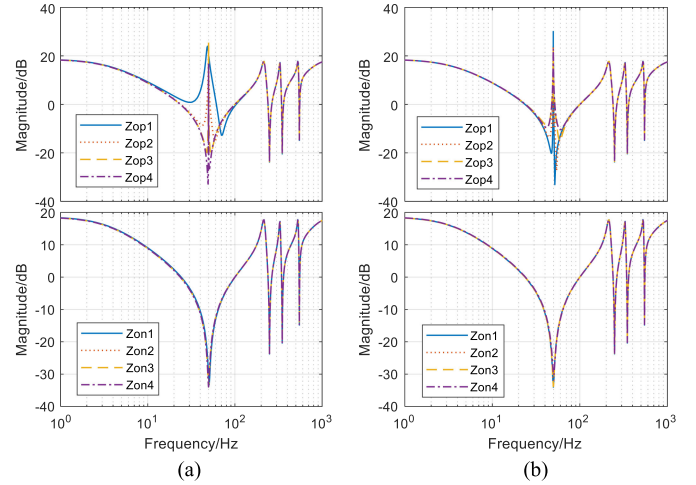 40
20
0
-20
-40
Magnitude/dB
Zop1
Zop2
Zop3
Zop4
20
10
0
-10
-20
-30
-40
Magnitude/dB
Zon1
Zon2
Zon3
Zon4
10^0 10^1 10^2 10^3
Frequency/Hz
(a)
40
20
0
-20
-40
Magnitude/dB
Zop1
Zop2
Zop3
Zop4
20
10
0
-10
-20
-30
-40
Magnitude/dB
Zon1
Zon2
Zon3
Zon4
10^0 10^1 10^2 10^3
Frequency/Hz
(b)